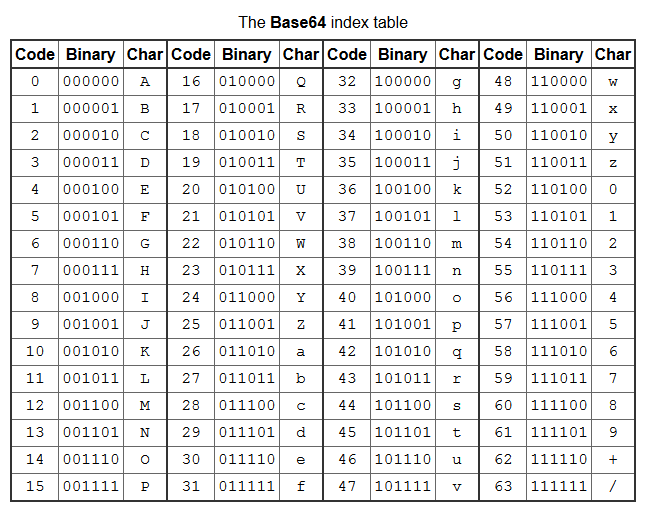 The Base64 index table
Code Binary Char Code Binary Char Code Binary Char Code Binary Char
0 000000 A 16 010000 Q 32 100000 g 48 110000 w
1 000001 B 17 010001 R 33 100001 h 49 110001 x
2 000010 C 18 010010 S 34 100010 i 50 110010 y
3 000011 D 19 010011 T 35 100011 j 51 110011 z
4 000100 E 20 010100 U 36 100100 k 52 110100 0
5 000101 F 21 010101 V 37 100101 l 53 110101 1
6 000110 G 22 010110 W 38 100110 m 54 110110 2
7 000111 H 23 010111 X 39 100111 n 55 110111 3
8 001000 I 24 011000 Y 40 101000 o 56 111000 4
9 001001 J 25 011001 Z 41 101001 p 57 111001 5
10 001010 K 26 011010 a 42 101010 q 58 111010 6
11 001011 L 27 011011 b 43 101011 r 59 111011 7
12 001100 M 28 011100 c 44 101100 s 60 111100 8
13 001101 N 29 011101 d 45 101101 t 61 111101 9
14 001110 O 30 011110 e 46 101110 u 62 111110 +
15 001111 P 31 011111 f 47 101111 v 63 111111 /